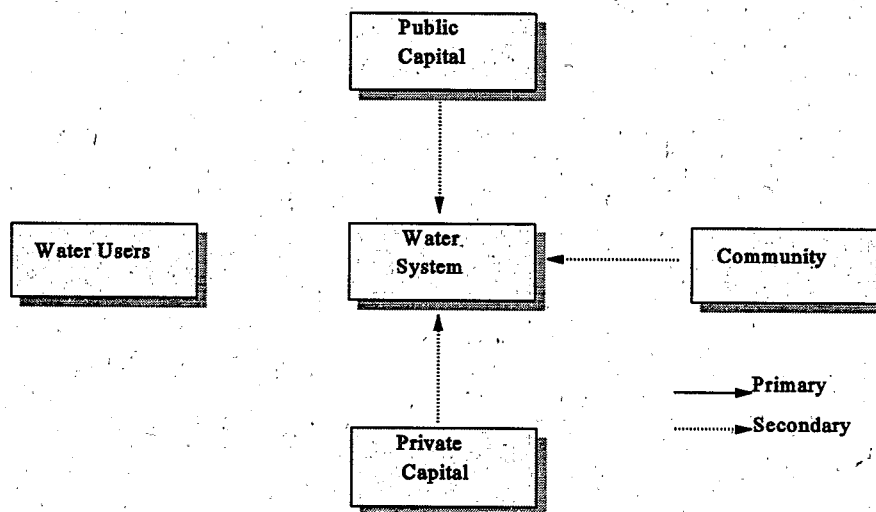 Public
Capital
Water Users
Water
System
Community
Primary
Secondary
Private
Capital